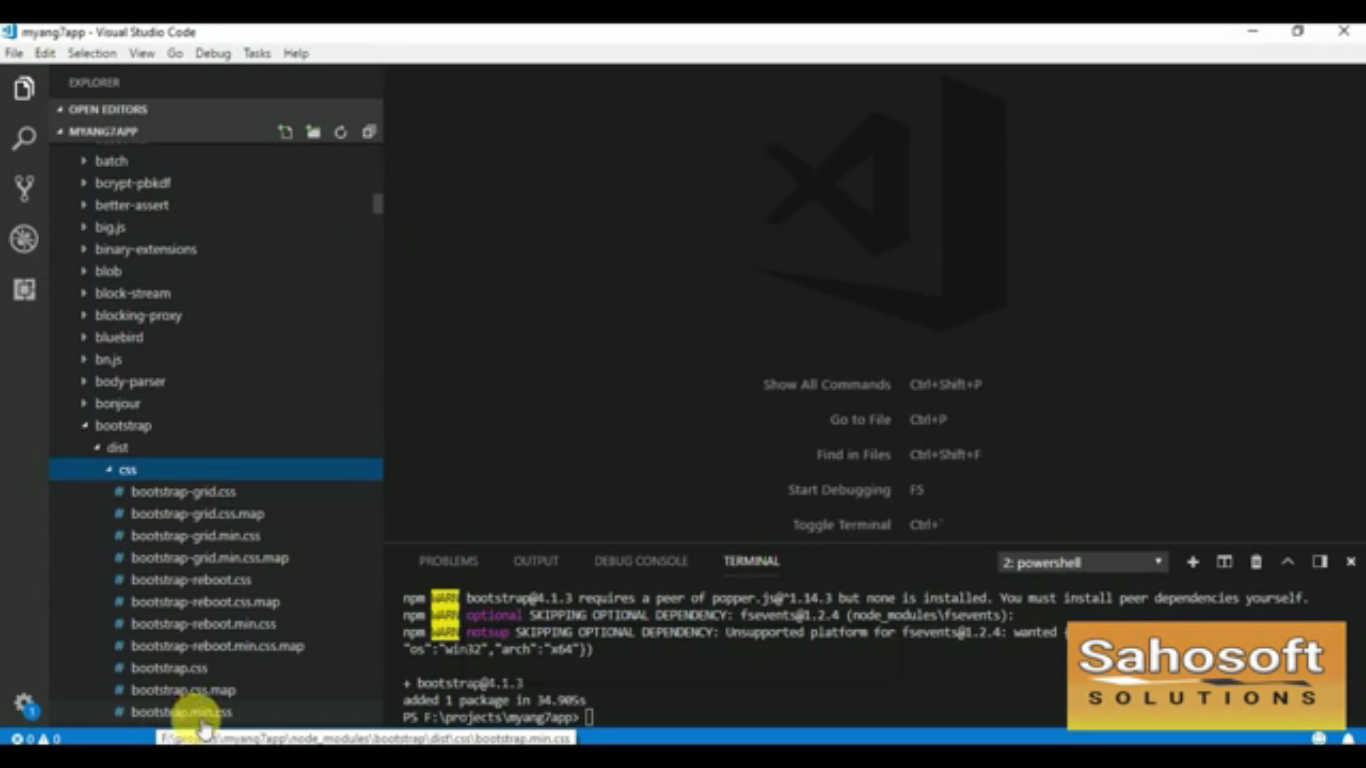 myang7app - Visual Studio Code
File Edit Selection View Go Debug Tasks Help
EXPLORER
OPEN EDITORS
MYANG7APP
batch
bcrypt-pbkdf
better-assert
big.js
binary-extensions
blob
block-stream
blocking-proxy
bluebird
bn.js
body-parser
bonjour
bootstrap
dist
css
# bootstrap-grid.css
# bootstrap-grid.css.map
# bootstrap-grid.min.css
# bootstrap-grid.min.css.map
# bootstrap-reboot.css
# bootstrap-reboot.css.map
# bootstrap-reboot.min.css
# bootstrap-reboot.min.css.map
# bootstrap.css
# bootstrap.css.map
# bootstrap.min.css
F:\projects\myang7app\node_modules\bootstrap\dist\css\bootstrap.min.css
1
0 0
Show All Commands Ctrl+Shift+P
Go to File Ctrl+P
Find in Files Ctrl+Shift+F
Start Debugging F5
Toggle Terminal Ctrl+`
PROBLEMS OUTPUT DEBUG CONSOLE TERMINAL 2: powershell
npm WARN bootstrap@4.1.3 requires a peer of popper.js@^1.14.3 but none is installed. You must install peer dependencies yourself.
npm WARN optional SKIPPING OPTIONAL DEPENDENCY: fsevents@1.2.4 (node_modules\fsevents):
npm WARN notsup SKIPPING OPTIONAL DEPENDENCY: Unsupported platform for fsevents@1.2.4: wanted {
"os":"win32","arch":"x64"})
+ bootstrap@4.1.3
added 1 package in 34.905s
PS F:\projects\myang7app>
Sahosoft
SOLUTIONS